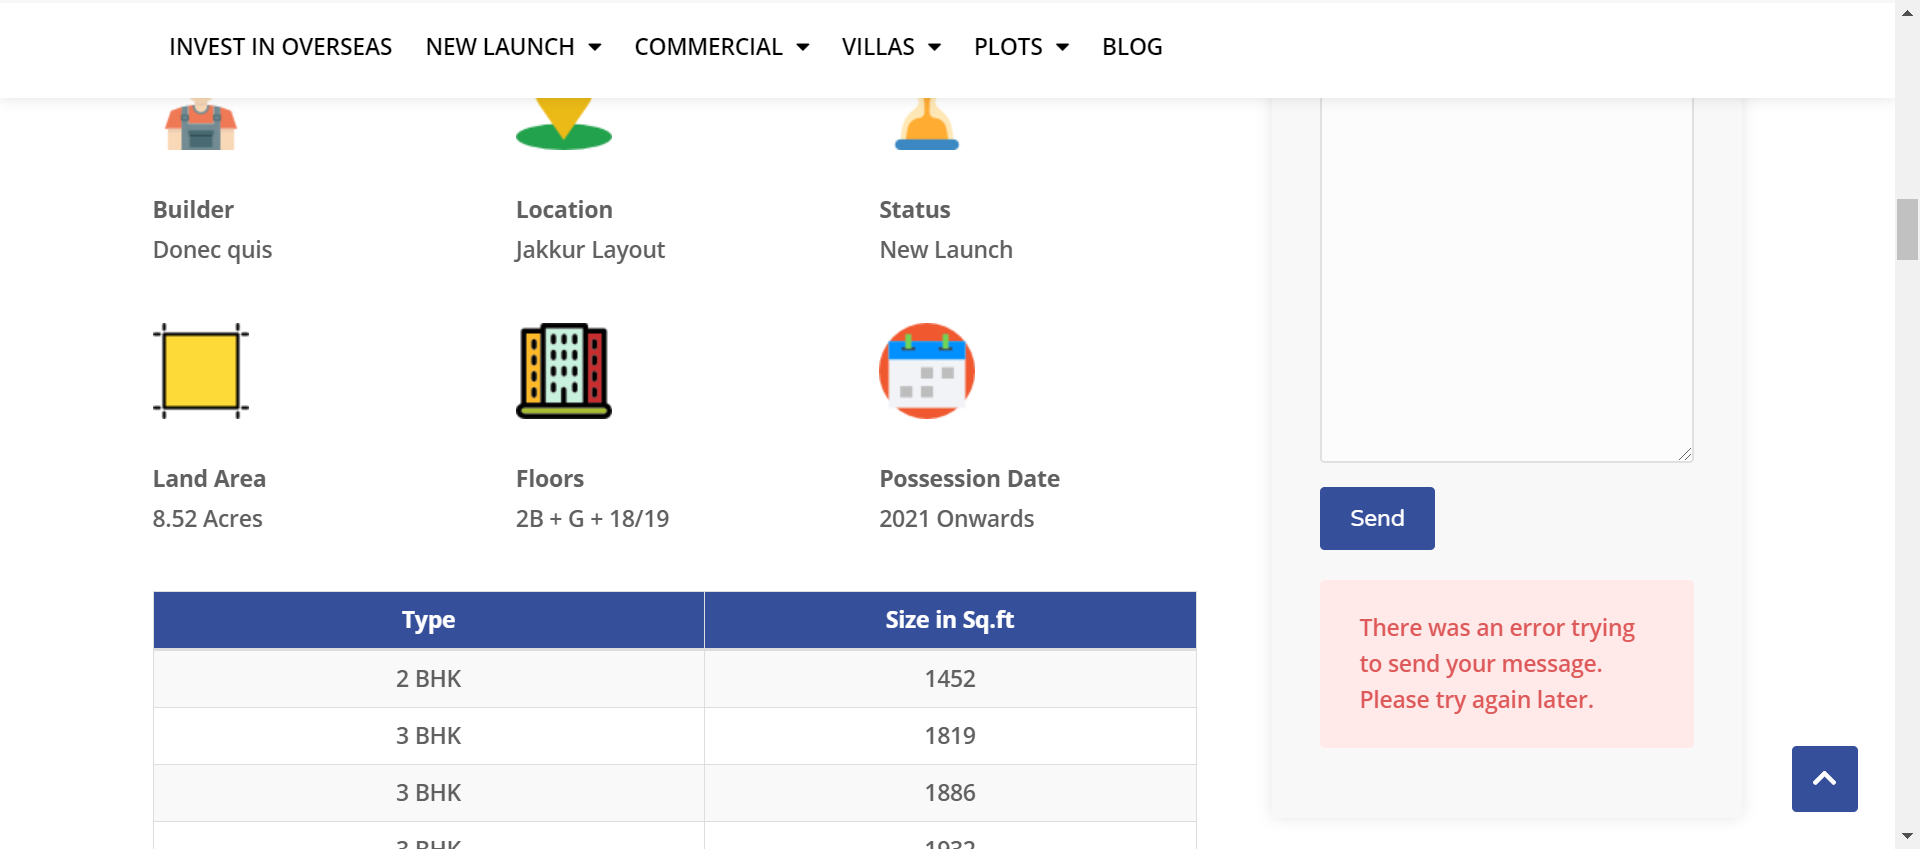 INVEST IN OVERSEAS NEW LAUNCH COMMERCIAL VILLAS PLOTS BLOG
Builder
Donec quis
Location
Jakkur Layout
Status
New Launch
Land Area
8.52 Acres
Floors
2B + G + 18/19
Possession Date
2021 Onwards
Type Size in Sq.ft
2 BHK 1452
3 BHK 1819
3 BHK 1886
3 BHK 1932
Send
There was an error trying
to send your message.
Please try again later.